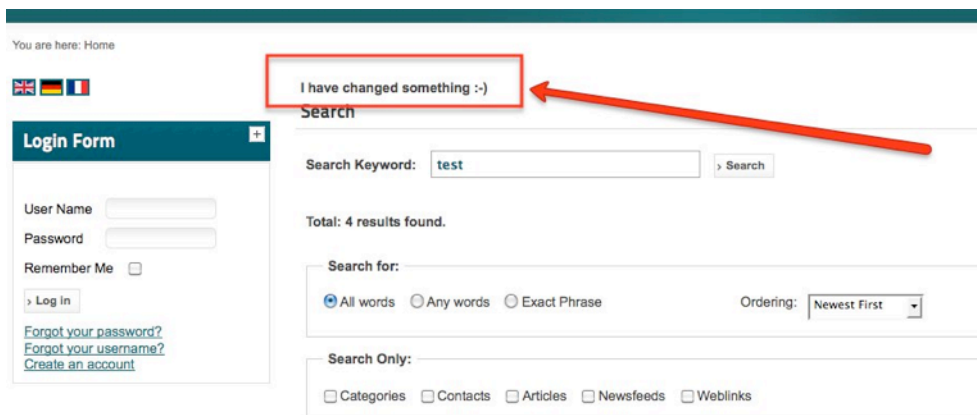 You are here: Home
I have changed something :-)
Search
Login Form
+
Search Keyword: test › Search
User Name
Password
Remember Me
› Log in
Forgot your password?
Forgot your username?
Create an account
Total: 4 results found.
Search for:
All words Any words Exact Phrase Ordering: Newest First
Search Only:
Categories Contacts Articles Newsfeeds Weblinks